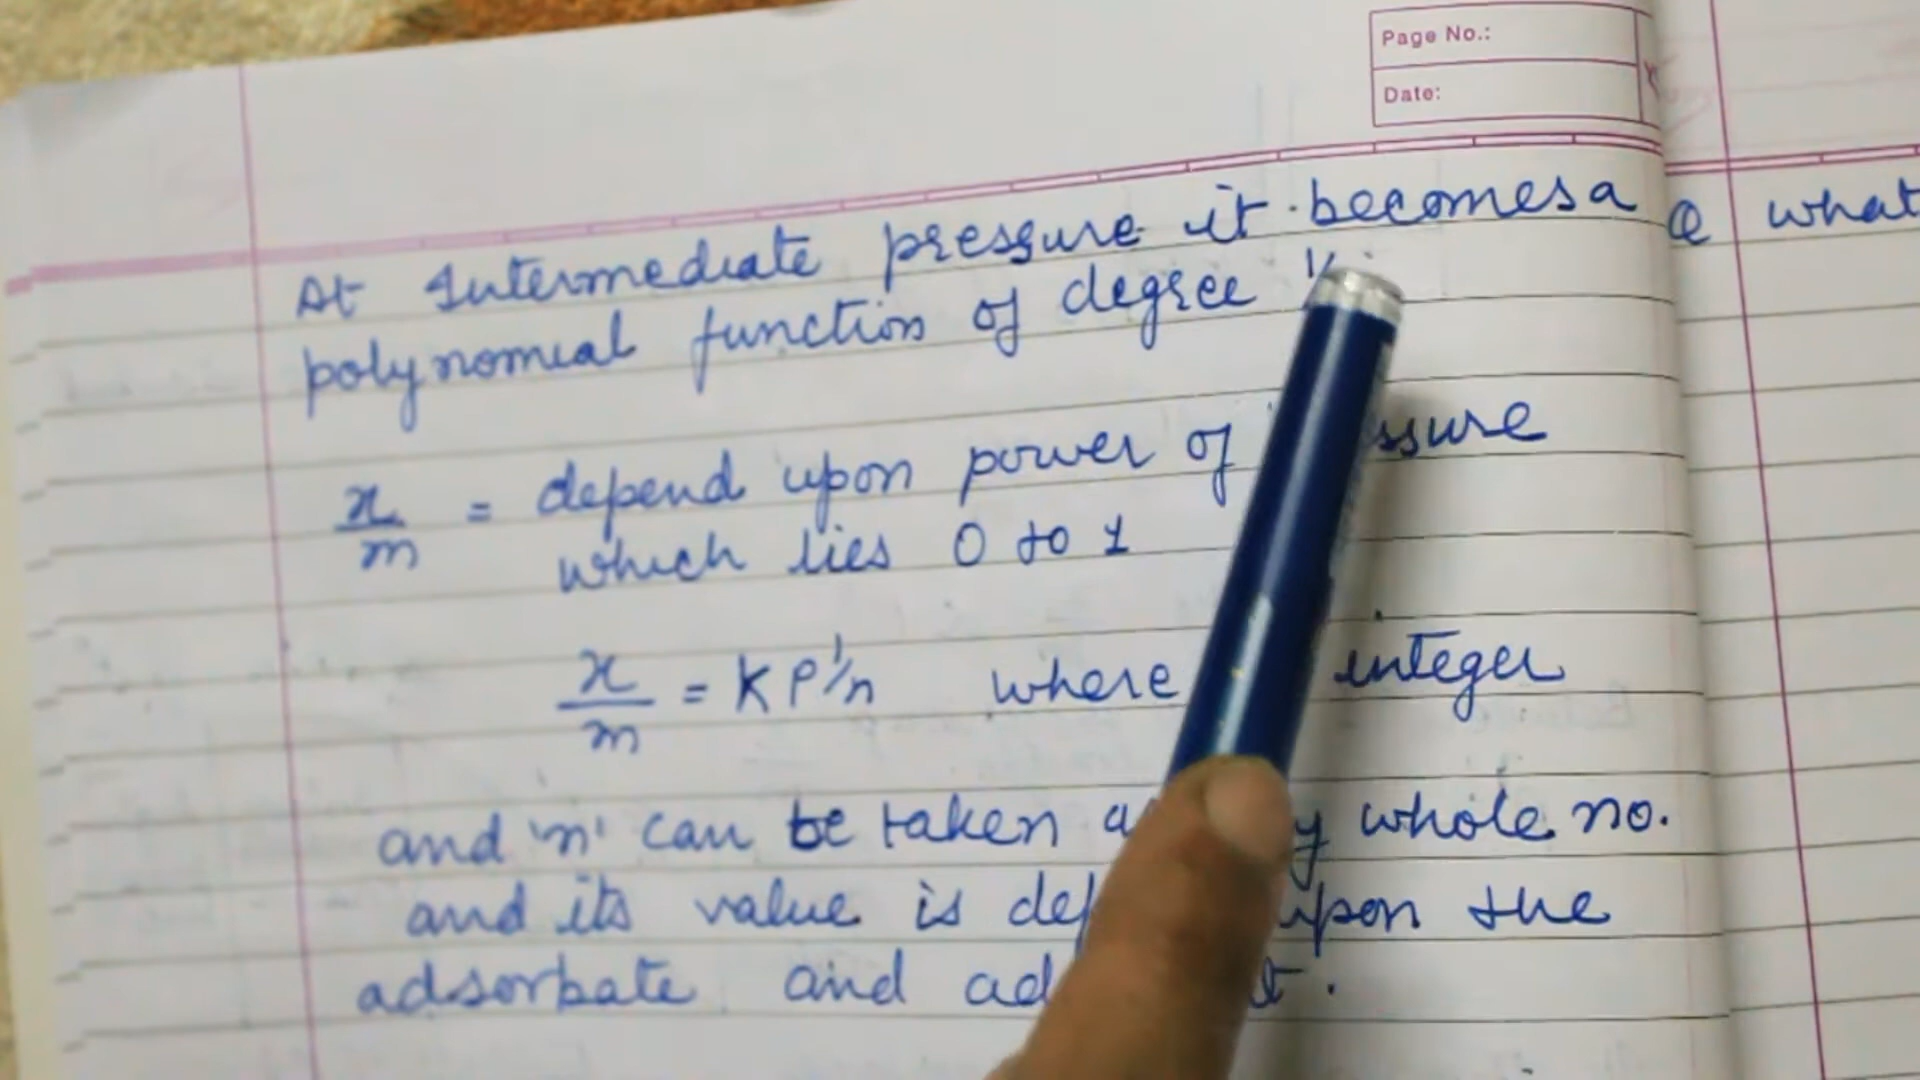 Page No.:
Date:
At Intermediate pressure it becomes a
polynomial function of degree
x/m = depend upon power of
which lies 0 to 1
x/m = K P^1/n where integer
and 'n' can be taken whole no.
and its value is upon the
adsorbate and
Q what